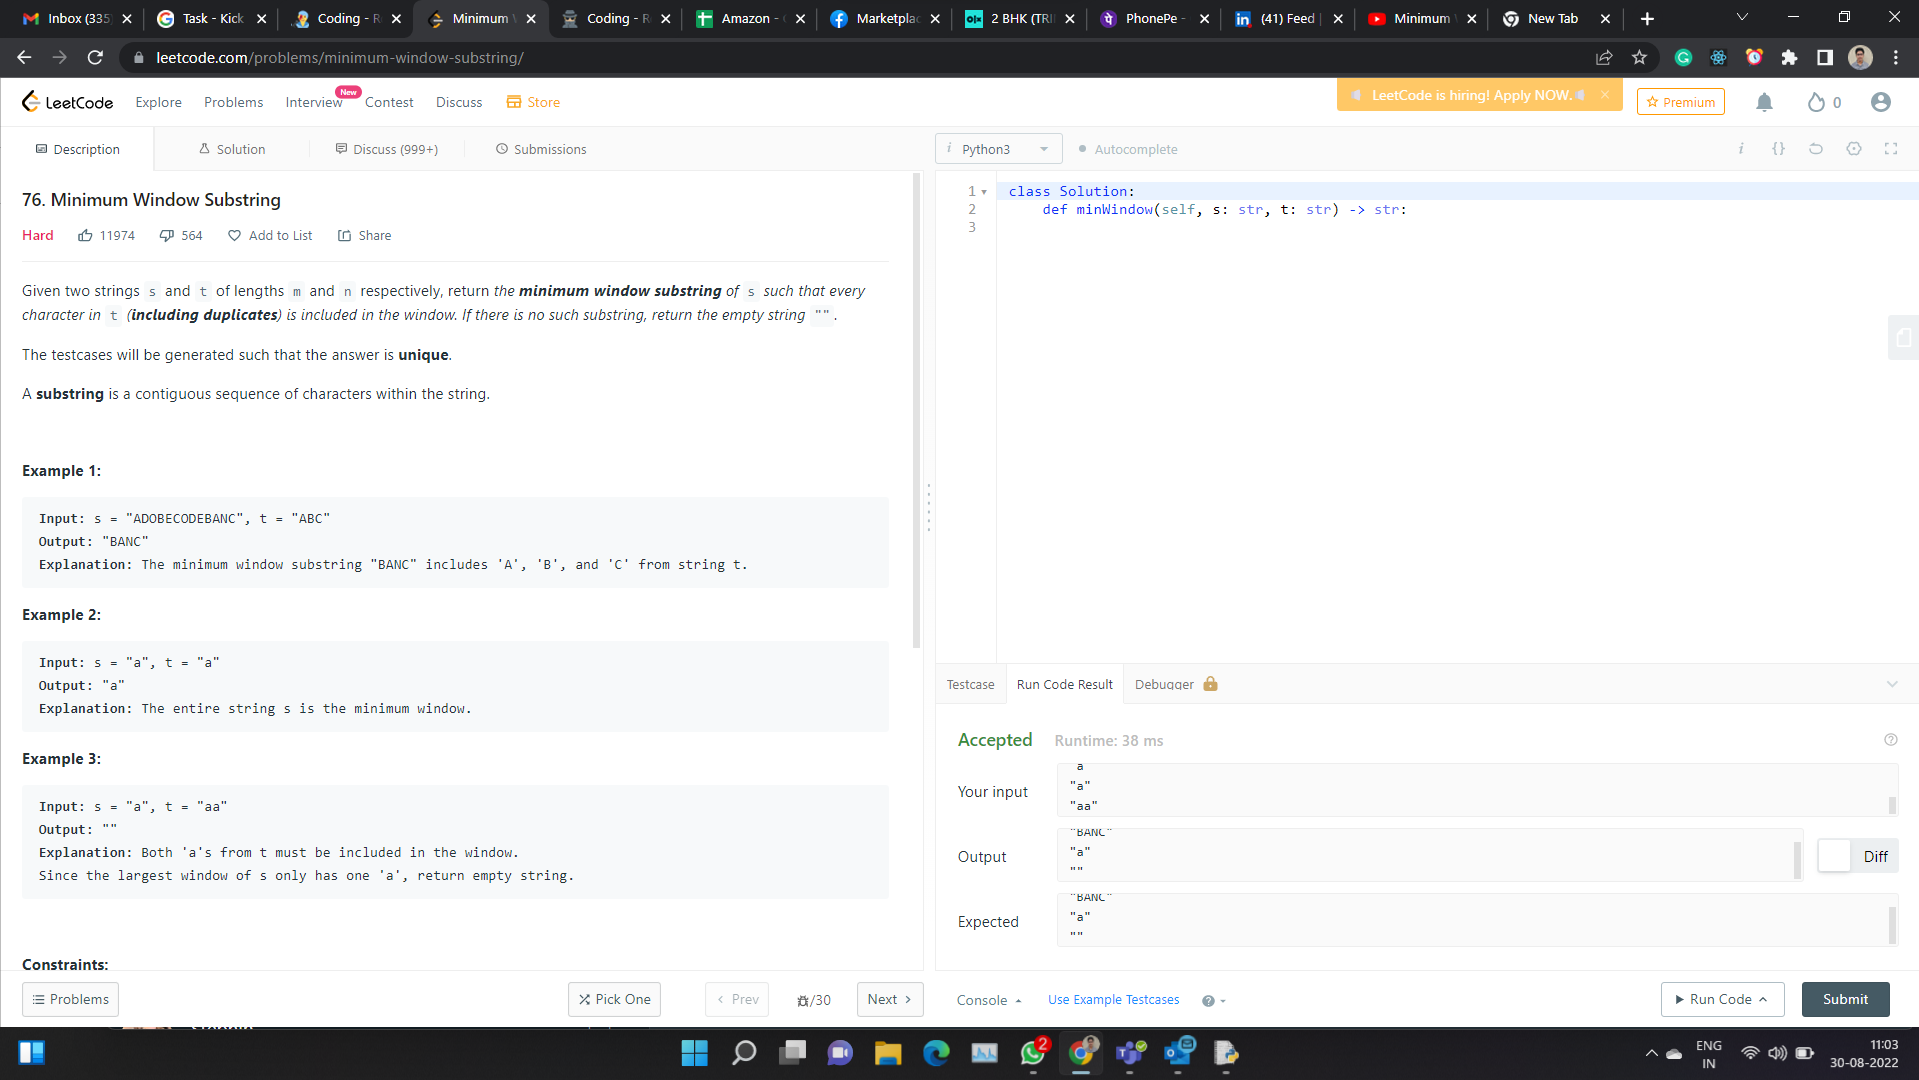 Inbox (335)
Task - Kick
Coding - R
Minimum
Coding - R
Amazon -
Marketplac
2 BHK (TRI
PhonePe -
(41) Feed
Minimum
New Tab
leetcode.com/problems/minimum-window-substring/
LeetCode
Explore
Problems
Interview
New
Contest
Discuss
Store
LeetCode is hiring! Apply NOW.
Premium
0
Description
Solution
Discuss (999+)
Submissions
Python3
Autocomplete
76. Minimum Window Substring
Hard 11974 564 Add to List Share
Given two strings s and t of lengths m and n respectively, return the minimum window substring of s such that every
character in t (including duplicates) is included in the window. If there is no such substring, return the empty string "".
The testcases will be generated such that the answer is unique.
A substring is a contiguous sequence of characters within the string.
Example 1:
Input: s = "ADOBECODEBANC", t = "ABC"
Output: "BANC"
Explanation: The minimum window substring "BANC" includes 'A', 'B', and 'C' from string t.
Example 2:
Input: s = "a", t = "a"
Output: "a"
Explanation: The entire string s is the minimum window.
Example 3:
Input: s = "a", t = "aa"
Output: ""
Explanation: Both 'a's from t must be included in the window.
Since the largest window of s only has one 'a', return empty string.
Constraints:
1 class Solution:
2 def minWindow(self, s: str, t: str) -> str:
3
Testcase
Run Code Result
Debugger
Accepted Runtime: 38 ms
Your input
a
"a"
"aa"
Output
"BANC"
"a"
""
Diff
Expected
"BANC"
"a"
""
Problems
Pick One
Prev
/30
Next
Console
Use Example Testcases
Run Code
Submit
2
ENG
IN
11:03
30-08-2022